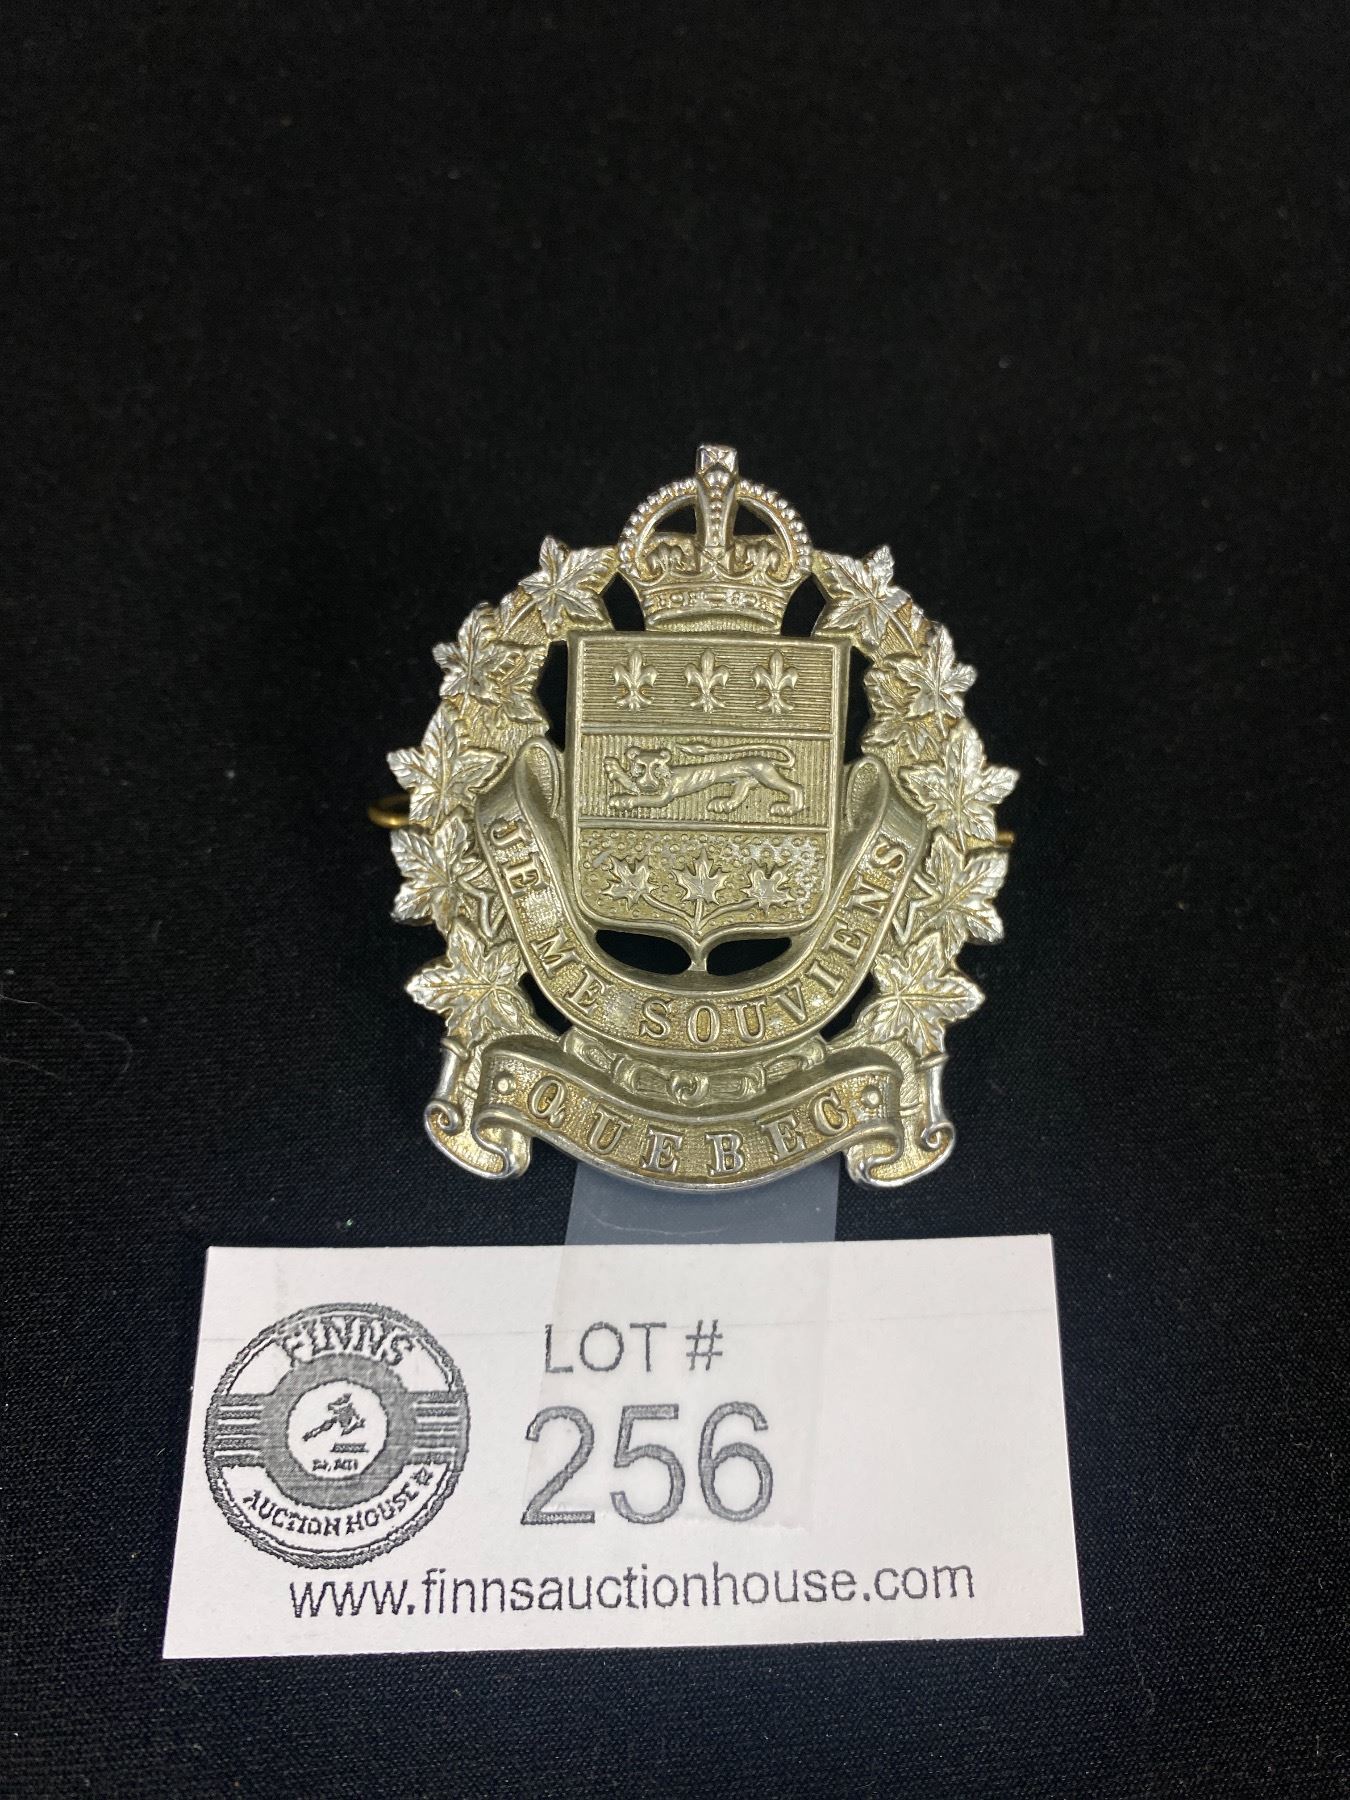 JE ME SOUVIENS
• QUEBEC •
FINNS
AUCTION HOUSE
LOT #
256
www.finnsauctionhouse.com